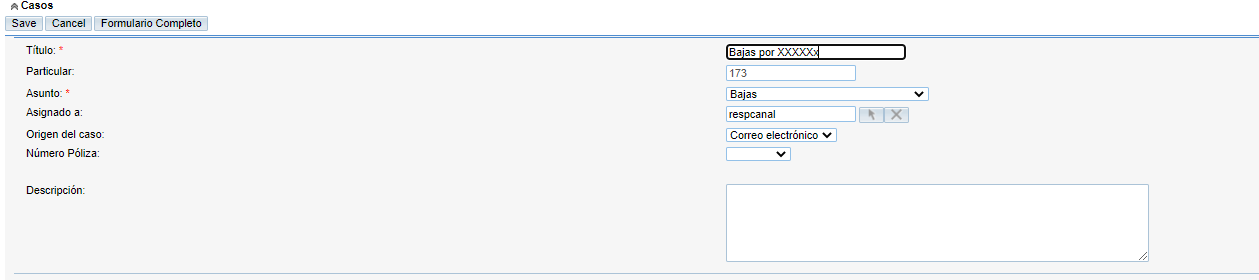 Casos
Save Cancel Formulario Completo
Título: * Bajas por XXXXXx
Particular: 173
Asunto: * Bajas
Asignado a: respcanal
Origen del caso: Correo electrónico
Número Póliza:
Descripción: